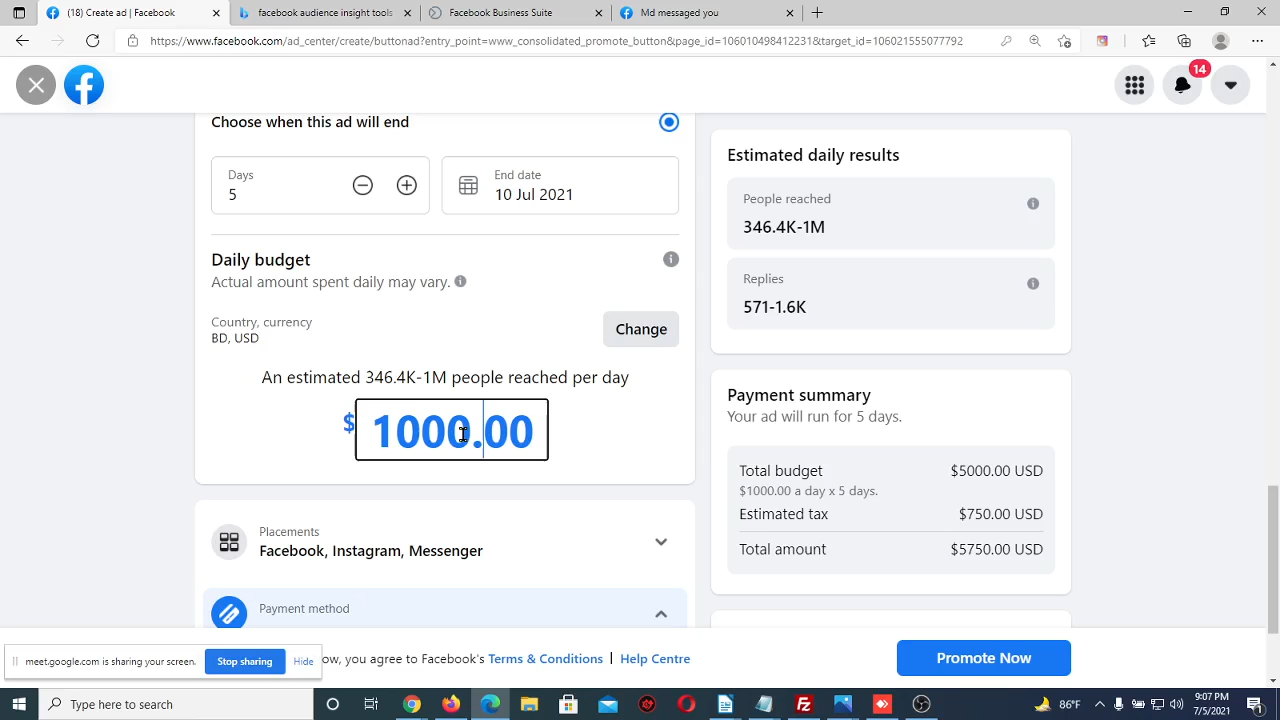 (18) Create ad | Facebook
facebook audience insight tools
Facebook Business Suite
Md messaged you
https://www.facebook.com/ad_center/create/buttonad?entry_point=www_consolidated_promote_button&page_id=106010498412231&target_id=106021555077792
14
Choose when this ad will end
Days
5
End date
10 Jul 2021
Daily budget
Actual amount spent daily may vary.
Country, currency
BD, USD
Change
An estimated 346.4K-1M people reached per day
$ 1000.00
Placements
Facebook, Instagram, Messenger
Payment method
Estimated daily results
People reached
346.4K-1M
Replies
571-1.6K
Payment summary
Your ad will run for 5 days.
Total budget $5000.00 USD
$1000.00 a day x 5 days.
Estimated tax $750.00 USD
Total amount $5750.00 USD
meet.google.com is sharing your screen. Stop sharing Hide
ow, you agree to Facebook's Terms & Conditions | Help Centre
Promote Now
Type here to search
86°F
9:07 PM
7/5/2021
1